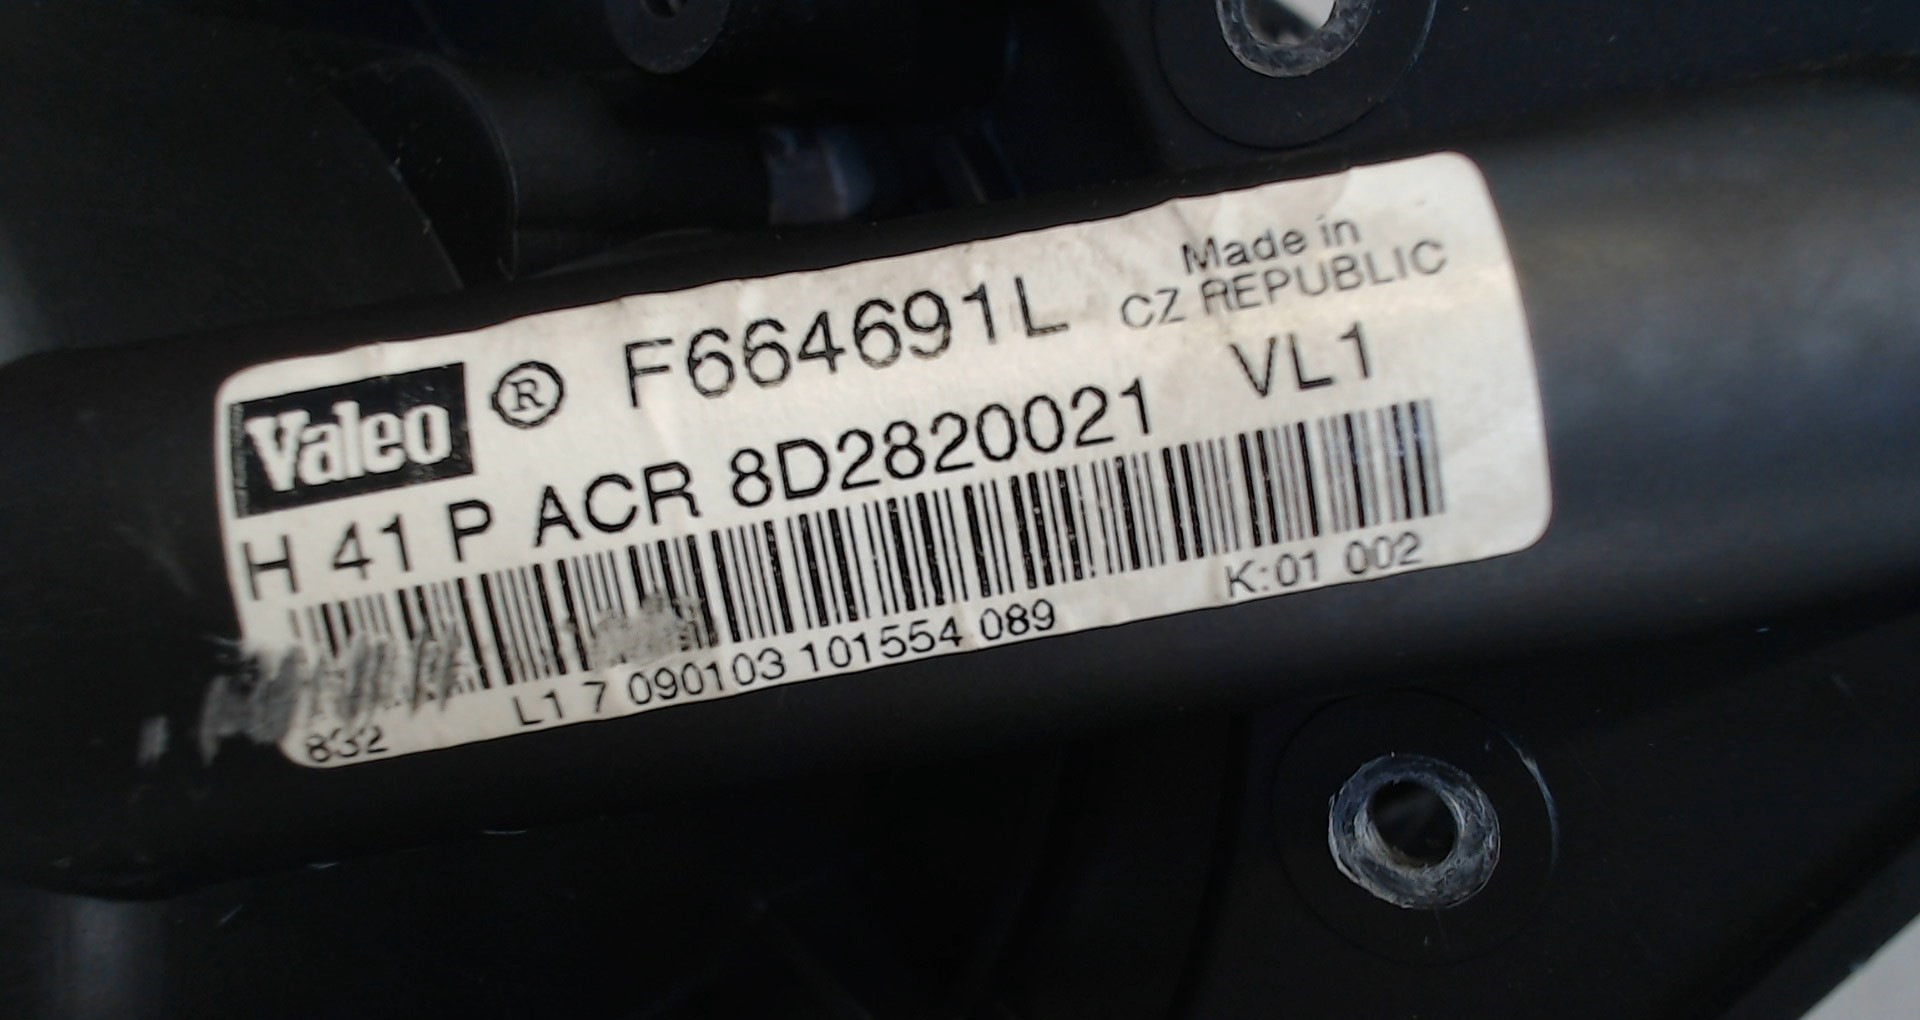 Valeo ® F664691L Made in
CZ REPUBLIC
H 41 P ACR 8D2820021 VL1
L1 7 090103 101554 089 K:01 002
832